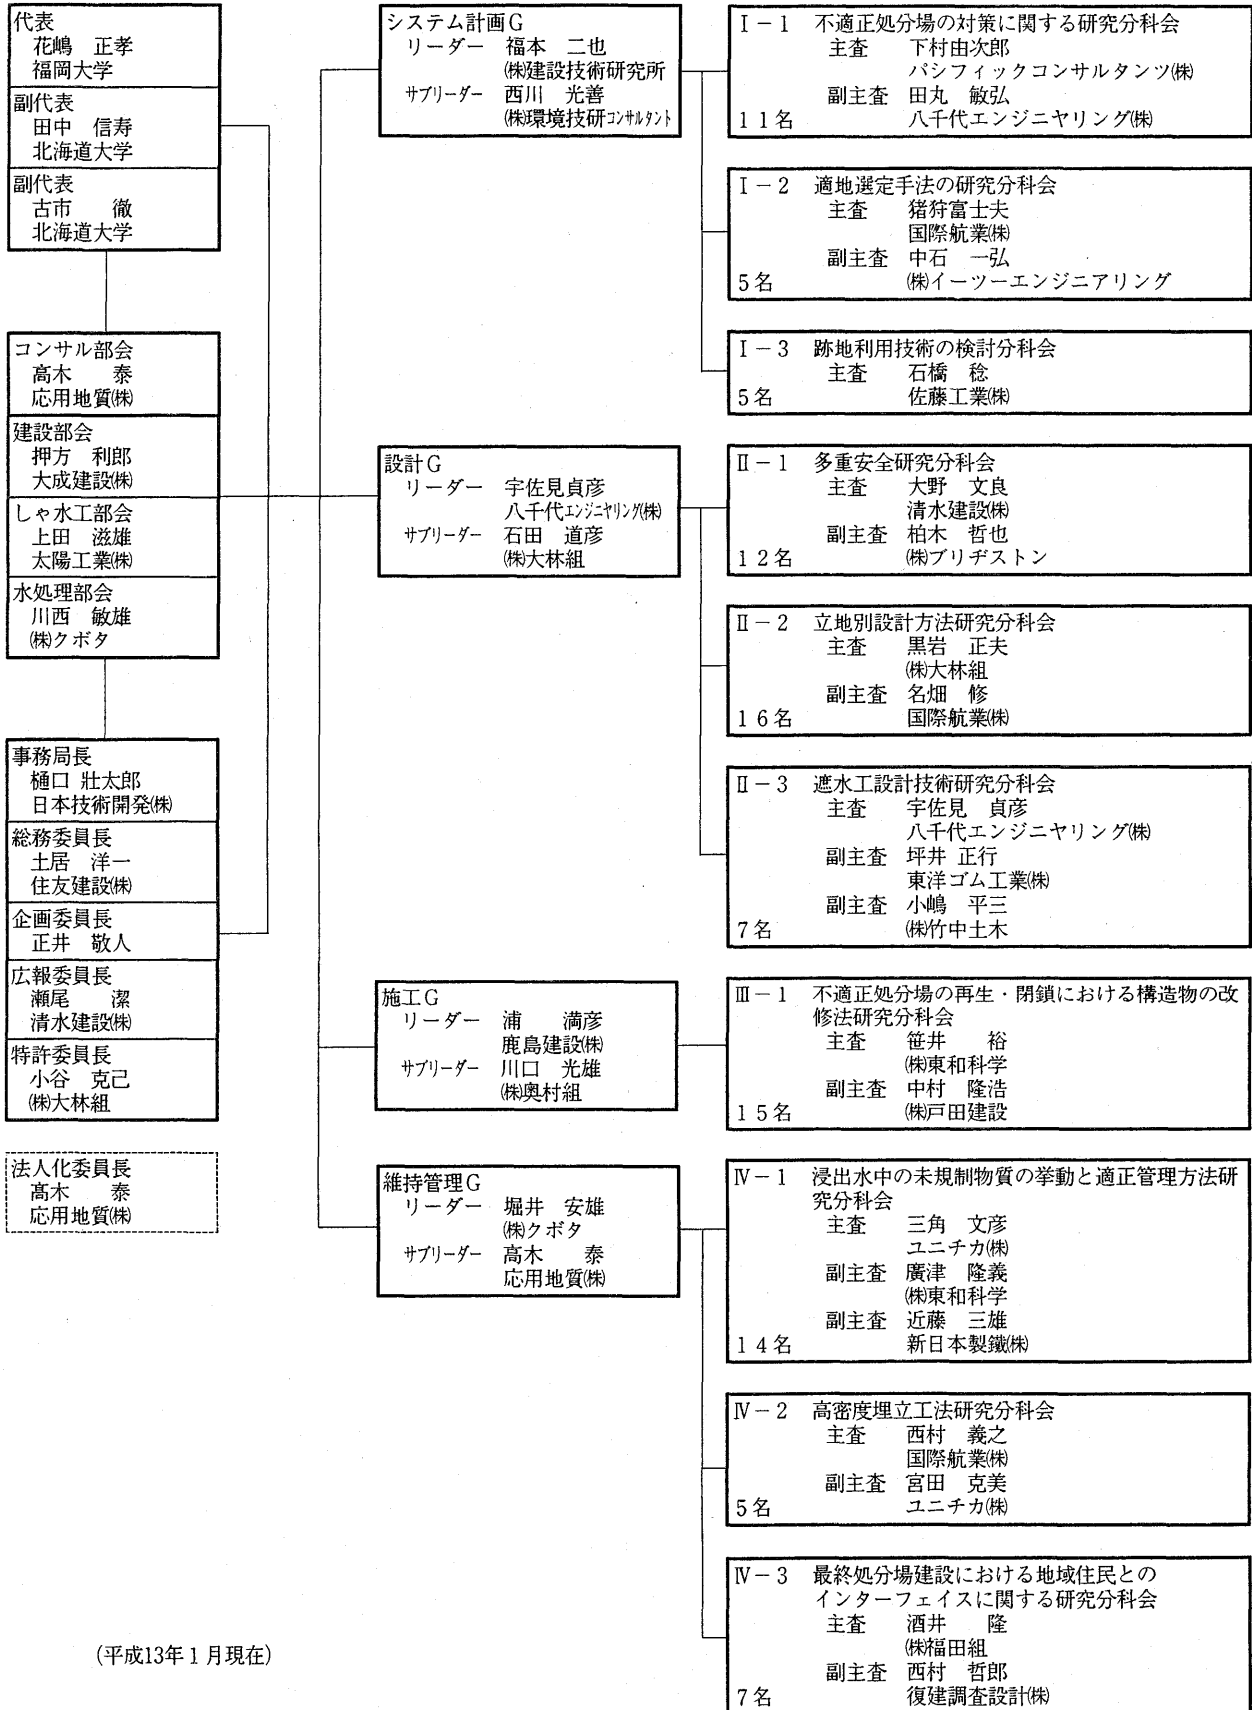 代表
花嶋 正孝
福岡大学
副代表
田中 信寿
北海道大学
副代表
古市 徹
北海道大学
コンサル部会
高木 泰
応用地質㈱
建設部会
押方 利郎
大成建設㈱
しゃ水工部会
上田 滋雄
太陽工業㈱
水処理部会
川西 敏雄
㈱クボタ
事務局長
樋口 壯太郎
日本技術開発㈱
総務委員長
土居 洋一
住友建設㈱
企画委員長
正井 敬人
広報委員長
瀬尾 潔
清水建設㈱
特許委員長
小谷 克己
㈱大林組
法人化委員長
髙木 泰
応用地質㈱
システム計画G
リーダー 福本 二也
㈱建設技術研究所
サブリーダー 西川 光善
㈱環境技研コンサルタント
設計G
リーダー 宇佐見貞彦
八千代エンジニヤリング㈱
サブリーダー 石田 道彦
㈱大林組
施工G
リーダー 浦 満彦
鹿島建設㈱
サブリーダー 川口 光雄
㈱奥村組
維持管理G
リーダー 堀井 安雄
㈱クボタ
サブリーダー 高木 泰
応用地質㈱
Ⅰ－1 不適正処分場の対策に関する研究分科会
主査 下村由次郎
パシフィックコンサルタンツ㈱
副主査 田丸 敏弘
11名 八千代エンジニヤリング㈱
Ⅰ－2 適地選定手法の研究分科会
主査 猪狩富士夫
国際航業㈱
副主査 中石 一弘
5名 ㈱イーツーエンジニアリング
Ⅰ－3 跡地利用技術の検討分科会
主査 石橋 稔
5名 佐藤工業㈱
Ⅱ－1 多重安全研究分科会
主査 大野 文良
清水建設㈱
副主査 柏木 哲也
12名 ㈱ブリヂストン
Ⅱ－2 立地別設計方法研究分科会
主査 黒岩 正夫
㈱大林組
副主査 名畑 修
16名 国際航業㈱
Ⅱ－3 遮水工設計技術研究分科会
主査 宇佐見 貞彦
八千代エンジニヤリング㈱
副主査 坪井 正行
東洋ゴム工業㈱
副主査 小嶋 平三
7名 ㈱竹中土木
Ⅲ－1 不適正処分場の再生・閉鎖における構造物の改
修法研究分科会
主査 笹井 裕
㈱東和科学
副主査 中村 隆浩
15名 ㈱戸田建設
Ⅳ－1 浸出水中の未規制物質の挙動と適正管理方法研
究分科会
主査 三角 文彦
ユニチカ㈱
副主査 廣津 隆義
㈱東和科学
副主査 近藤 三雄
14名 新日本製鐵㈱
Ⅳ－2 高密度埋立工法研究分科会
主査 西村 義之
国際航業㈱
副主査 宮田 克美
5名 ユニチカ㈱
Ⅳ－3 最終処分場建設における地域住民との
インターフェイスに関する研究分科会
主査 酒井 隆
㈱福田組
副主査 西村 哲郎
7名 復建調査設計㈱
(平成13年1月現在)